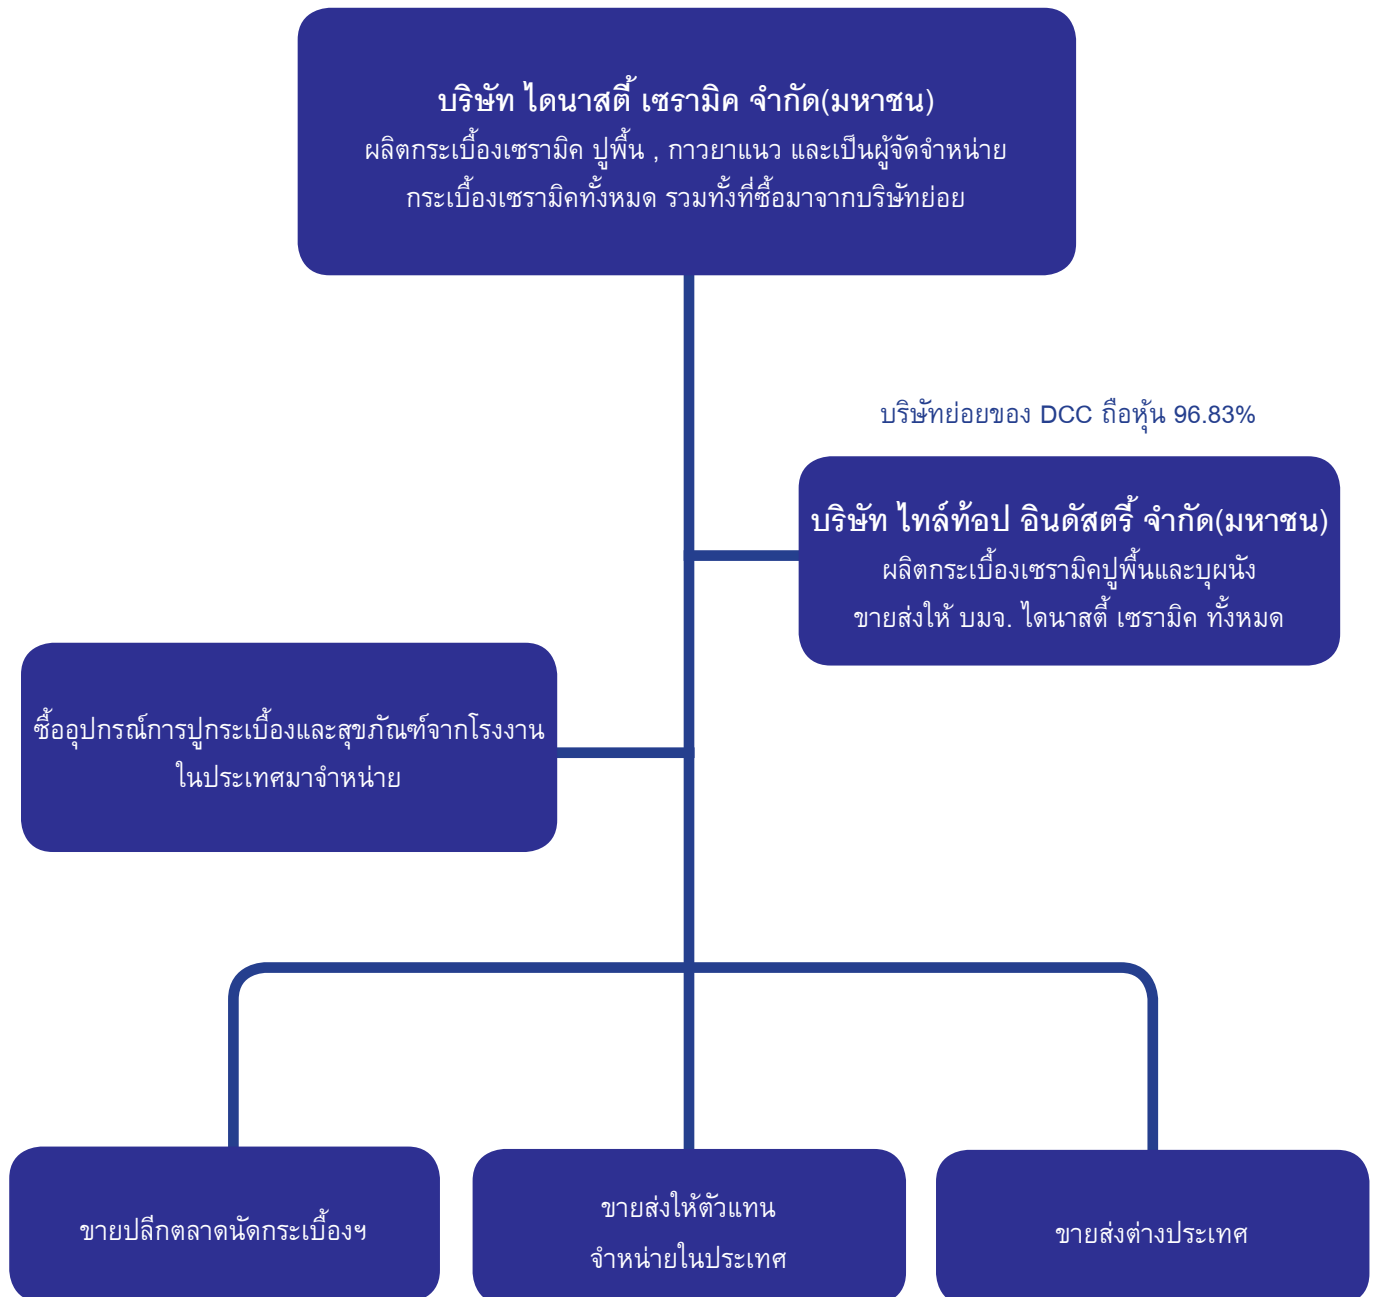 บริษัท ไดนาสตี้ เซรามิค จำกัด(มหาชน)
ผลิตกระเบื้องเซรามิค ปูพื้น , กาวยาแนว และเป็นผู้จัดจำหน่าย
กระเบื้องเซรามิคทั้งหมด รวมทั้งที่ซื้อมาจากบริษัทย่อย
บริษัทย่อยของ DCC ถือหุ้น 96.83%
บริษัท ไทล์ท้อป อินดัสตรี้ จำกัด(มหาชน)
ผลิตกระเบื้องเซรามิคปูพื้นและบุผนัง
ขายส่งให้ บมจ. ไดนาสตี้ เซรามิค ทั้งหมด
ซื้ออุปกรณ์การปูกระเบื้องและสุขภัณฑ์จากโรงงาน
ในประเทศมาจำหน่าย
ขายปลีกตลาดนัดกระเบื้องฯ
ขายส่งให้ตัวแทน
จำหน่ายในประเทศ
ขายส่งต่างประเทศ